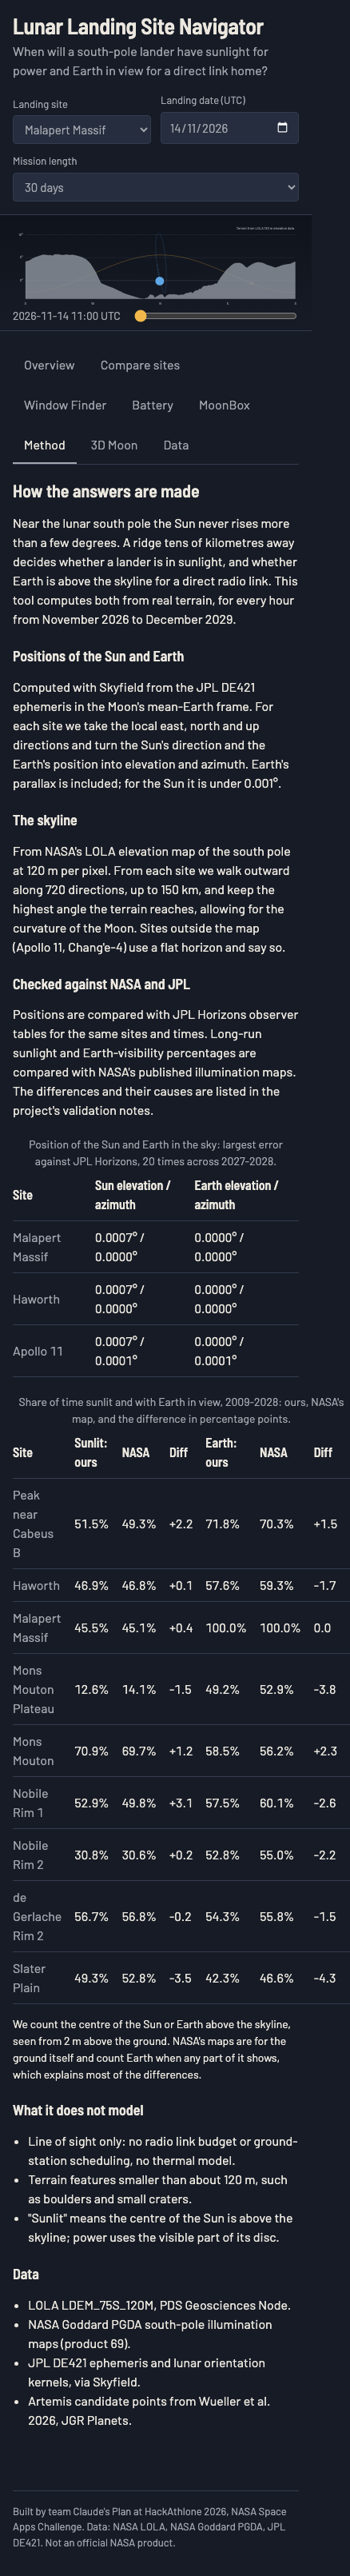 Lunar Landing Site Navigator
When will a south-pole lander have sunlight for
power and Earth in view for a direct link home?
Landing site
Landing date (UTC)
Malapert Massif
14/11/2026
Mission length
30 days
2026-11-14 11:00 UTC
Overview Compare sites
Window Finder Battery MoonBox
Method 3D Moon Data
How the answers are made
Near the lunar south pole the Sun never rises more
than a few degrees. A ridge tens of kilometres away
decides whether a lander is in sunlight, and whether
Earth is above the skyline for a direct radio link. This
tool computes both from real terrain, for every hour
from November 2026 to December 2029.
Positions of the Sun and Earth
Computed with Skyfield from the JPL DE421
ephemeris in the Moon's mean-Earth frame. For
each site we take the local east, north and up
directions and turn the Sun's direction and the
Earth's position into elevation and azimuth. Earth's
parallax is included; for the Sun it is under 0.001°.
The skyline
From NASA's LOLA elevation map of the south pole
at 120 m per pixel. From each site we walk outward
along 720 directions, up to 150 km, and keep the
highest angle the terrain reaches, allowing for the
curvature of the Moon. Sites outside the map
(Apollo 11, Chang'e-4) use a flat horizon and say so.
Checked against NASA and JPL
Positions are compared with JPL Horizons observer
tables for the same sites and times. Long-run
sunlight and Earth-visibility percentages are
compared with NASA's published illumination maps.
The differences and their causes are listed in the
project's validation notes.
Position of the Sun and Earth in the sky: largest error
against JPL Horizons, 20 times across 2027-2028.
Site Sun elevation / azimuth Earth elevation / azimuth
Malapert Massif 0.0007° / 0.0000° 0.0000° / 0.0000°
Haworth 0.0007° / 0.0000° 0.0000° / 0.0000°
Apollo 11 0.0007° / 0.0001° 0.0000° / 0.0001°
Share of time sunlit and with Earth in view, 2009-2028: ours, NASA's
map, and the difference in percentage points.
Site Sunlit: ours NASA Diff Earth: ours NASA Diff
Peak near Cabeus B 51.5% 49.3% +2.2 71.8% 70.3% +1.5
Haworth 46.9% 46.8% +0.1 57.6% 59.3% -1.7
Malapert Massif 45.5% 45.1% +0.4 100.0% 100.0% 0.0
Mons Mouton Plateau 12.6% 14.1% -1.5 49.2% 52.9% -3.8
Mons Mouton 70.9% 69.7% +1.2 58.5% 56.2% +2.3
Nobile Rim 1 52.9% 49.8% +3.1 57.5% 60.1% -2.6
Nobile Rim 2 30.8% 30.6% +0.2 52.8% 55.0% -2.2
de Gerlache Rim 2 56.7% 56.8% -0.2 54.3% 55.8% -1.5
Slater Plain 49.3% 52.8% -3.5 42.3% 46.6% -4.3
We count the centre of the Sun or Earth above the skyline,
seen from 2 m above the ground. NASA's maps are for the
ground itself and count Earth when any part of it shows,
which explains most of the differences.
What it does not model
Line of sight only: no radio link budget or ground-
station scheduling, no thermal model.
Terrain features smaller than about 120 m, such
as boulders and small craters.
"Sunlit" means the centre of the Sun is above the
skyline; power uses the visible part of its disc.
Data
LOLA LDEM_75S_120M, PDS Geosciences Node.
NASA Goddard PGDA south-pole illumination
maps (product 69).
JPL DE421 ephemeris and lunar orientation
kernels, via Skyfield.
Artemis candidate points from Wueller et al.
2026, JGR Planets.
Built by team Claude's Plan at HackAthlone 2026, NASA Space
Apps Challenge. Data: NASA LOLA, NASA Goddard PGDA, JPL
DE421. Not an official NASA product.